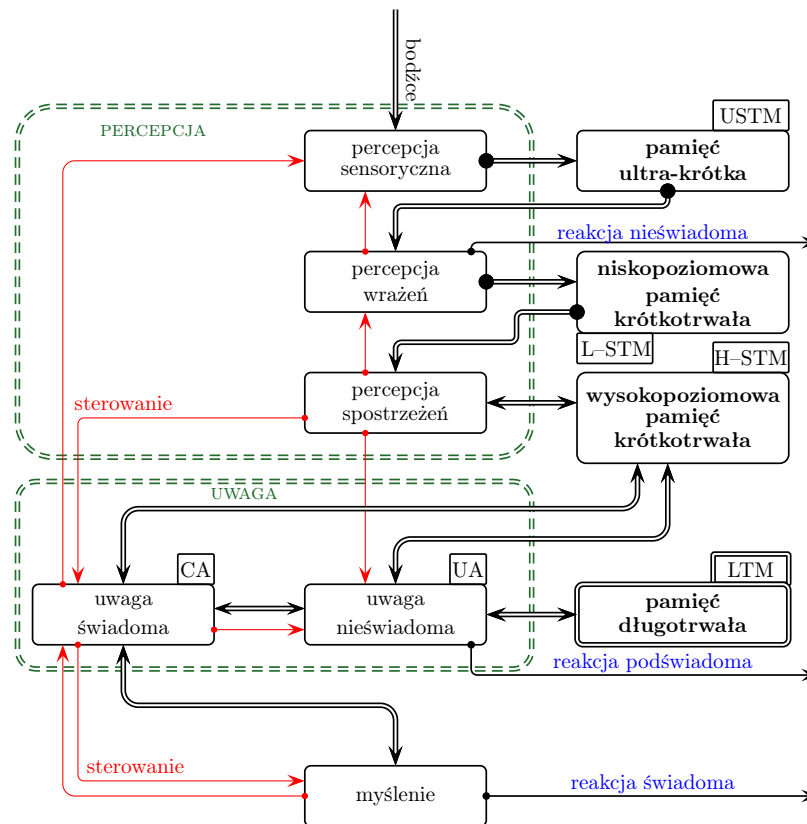 bodźce
USTM
PERCEPCJA
percepcja
sensoryczna
pamięć
ultra-krótka
reakcja nieświadoma
percepcja
wrażeń
niskopoziomowa
pamięć
krótkotrwała
L–STM
H–STM
percepcja
spostrzeżeń
wysokopoziomowa
pamięć
krótkotrwała
sterowanie
UWAGA
CA
UA
LTM
uwaga
świadoma
uwaga
nieświadoma
pamięć
długotrwała
reakcja podświadoma
sterowanie
myślenie
reakcja świadoma